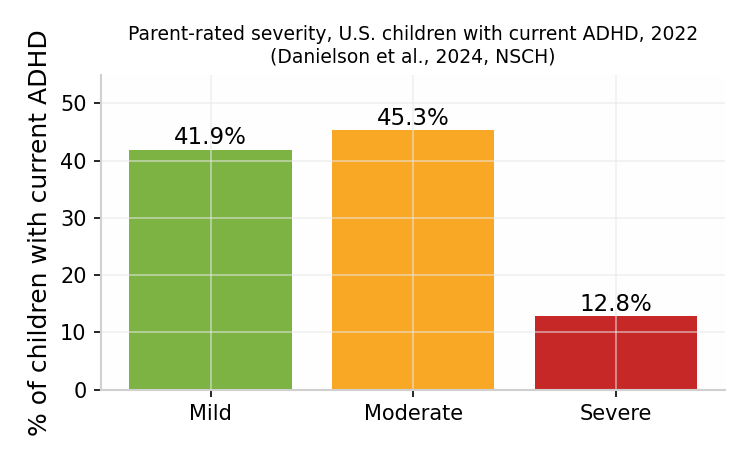 Parent-rated severity, U.S. children with current ADHD, 2022
(Danielson et al., 2024, NSCH)
% of children with current ADHD
50
40
30
20
10
0
41.9%
45.3%
12.8%
Mild
Moderate
Severe